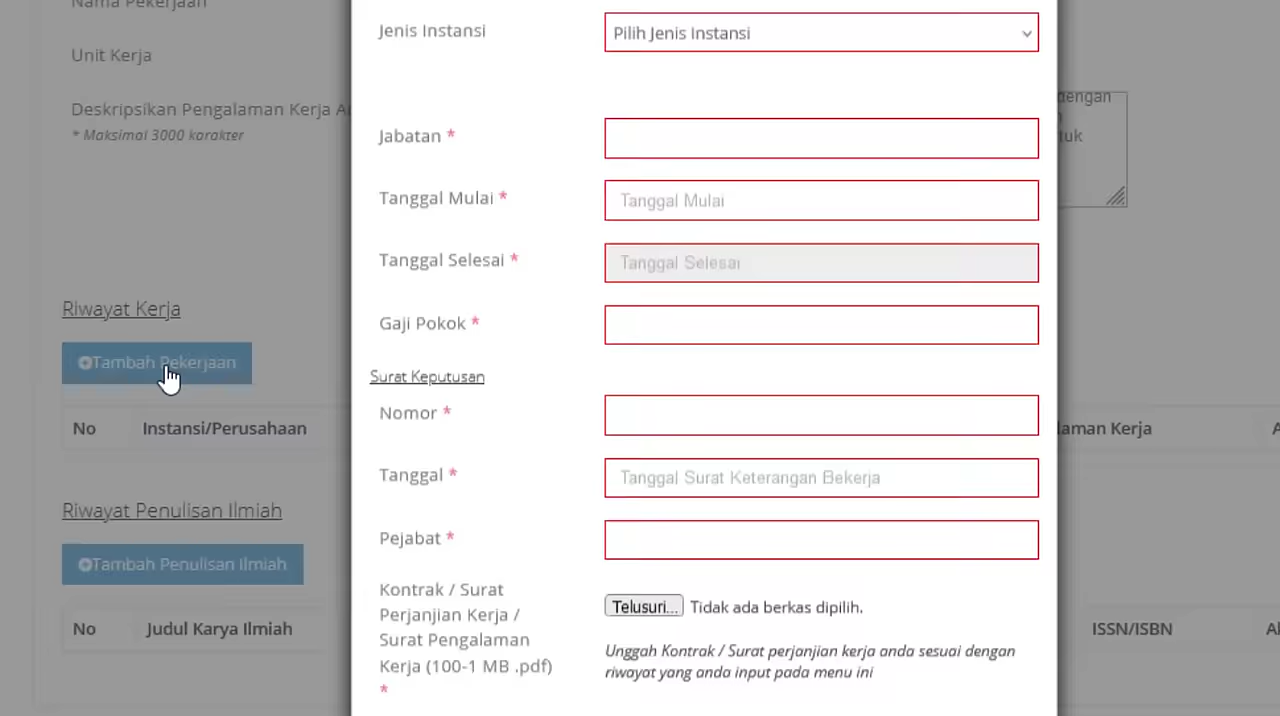 Nama Pekerjaan
Unit Kerja
Deskripsikan Pengalaman Kerja
* Maksimal 3000 karakter
dengan
tuk
Riwayat Kerja
Tambah Pekerjaan
No Instansi/Perusahaan
Kerja
Riwayat Penulisan Ilmiah
Tambah Penulisan Ilmiah
No Judul Karya Ilmiah ISSN/ISBN
Jenis Instansi Pilih Jenis Instansi
Jabatan *
Tanggal Mulai * Tanggal Mulai
Tanggal Selesai * Tanggal Selesai
Gaji Pokok *
Surat Keputusan
Nomor *
Tanggal * Tanggal Surat Keterangan Bekerja
Pejabat *
Kontrak / Surat
Perjanjian Kerja /
Surat Pengalaman
Kerja (100-1 MB .pdf)
*
Telusuri... Tidak ada berkas dipilih.
Unggah Kontrak / Surat perjanjian kerja anda sesuai dengan
riwayat yang anda input pada menu ini